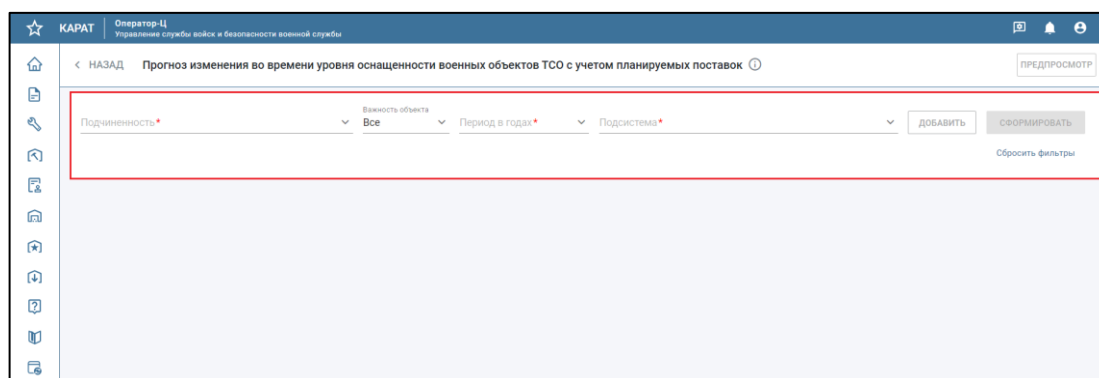 КАРАТ
Оператор-Ц
Управление службы войск и безопасности военной службы
НАЗАД
Прогноз изменения во времени уровня оснащенности военных объектов ТСО с учетом планируемых поставок
ПРЕДПРОСМОТР
Подчиненность*
Важность объекта
Все
Период в годах*
Подсистема*
ДОБАВИТЬ
СФОРМИРОВАТЬ
Сбросить фильтры